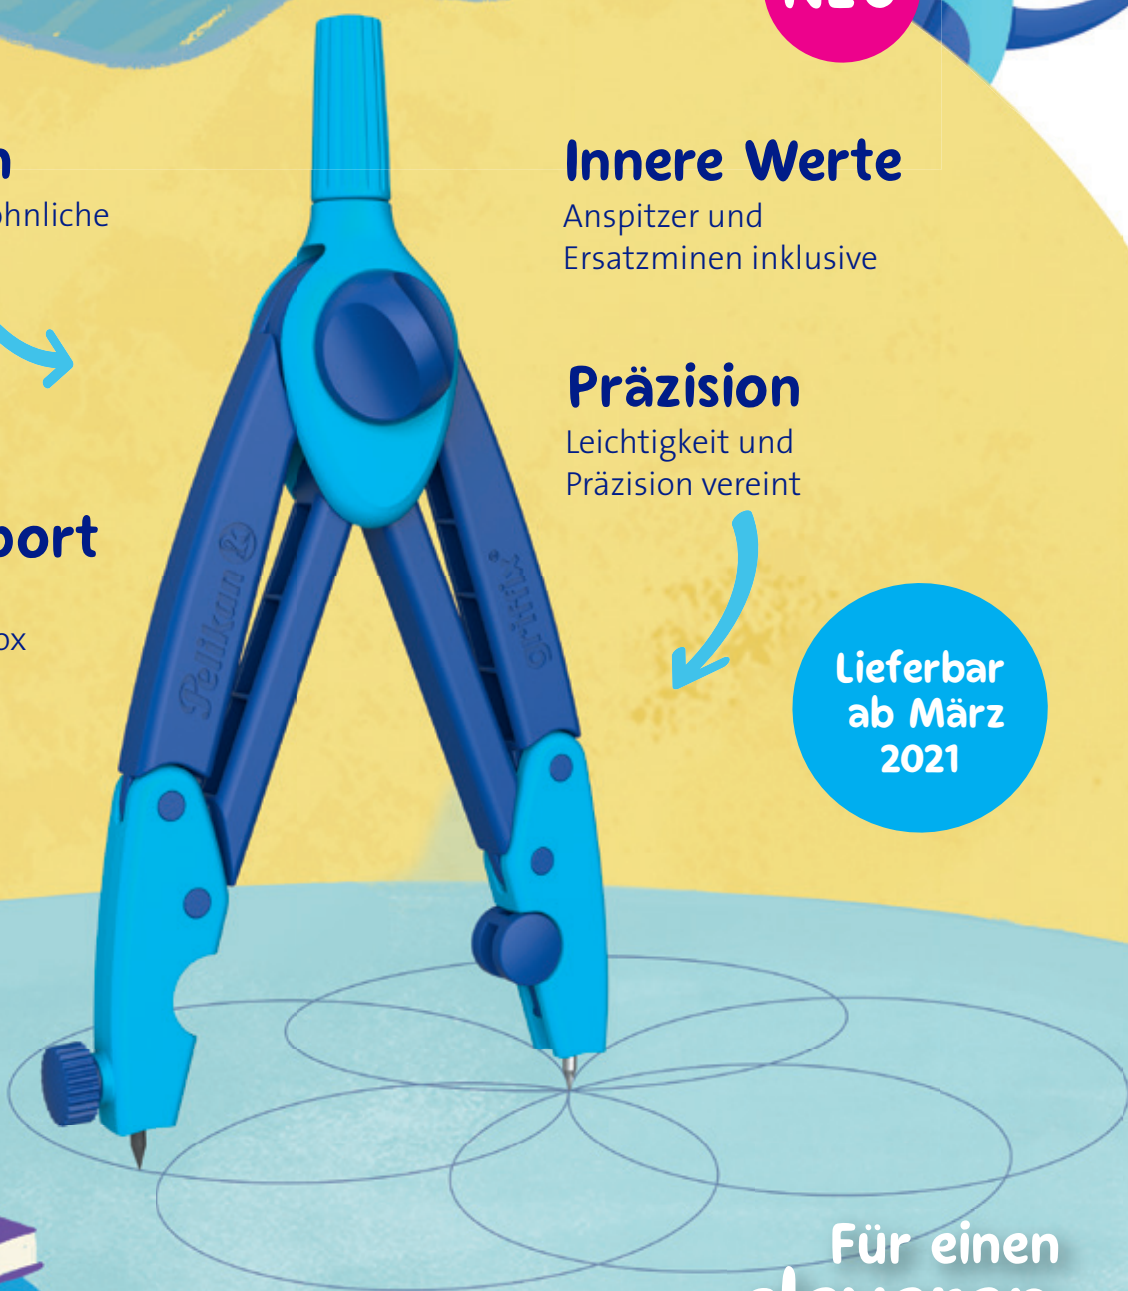 NEU
Innere Werte
Anspitzer und
Ersatzminen inklusive
Präzision
Leichtigkeit und
Präzision vereint
Pelikan
griffix®
Lieferbar
ab März
2021
Für einen